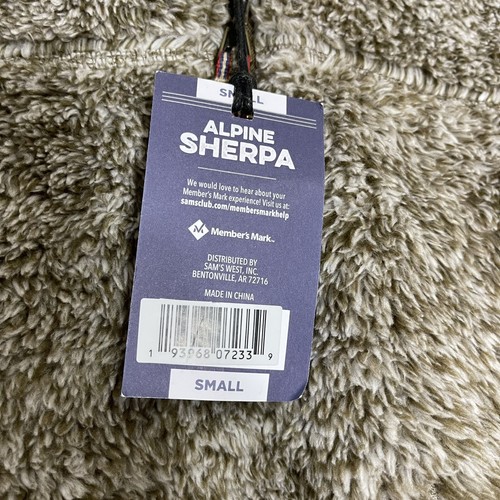 SMALL
ALPINE
SHERPA
We would love to hear about your
Member's Mark experience! Visit us at:
samsclub.com/membersmarkhelp
M Member's Mark™
DISTRIBUTED BY
SAM'S WEST, INC.
BENTONVILLE, AR 72716
MADE IN CHINA
1 93968 07233 9
SMALL